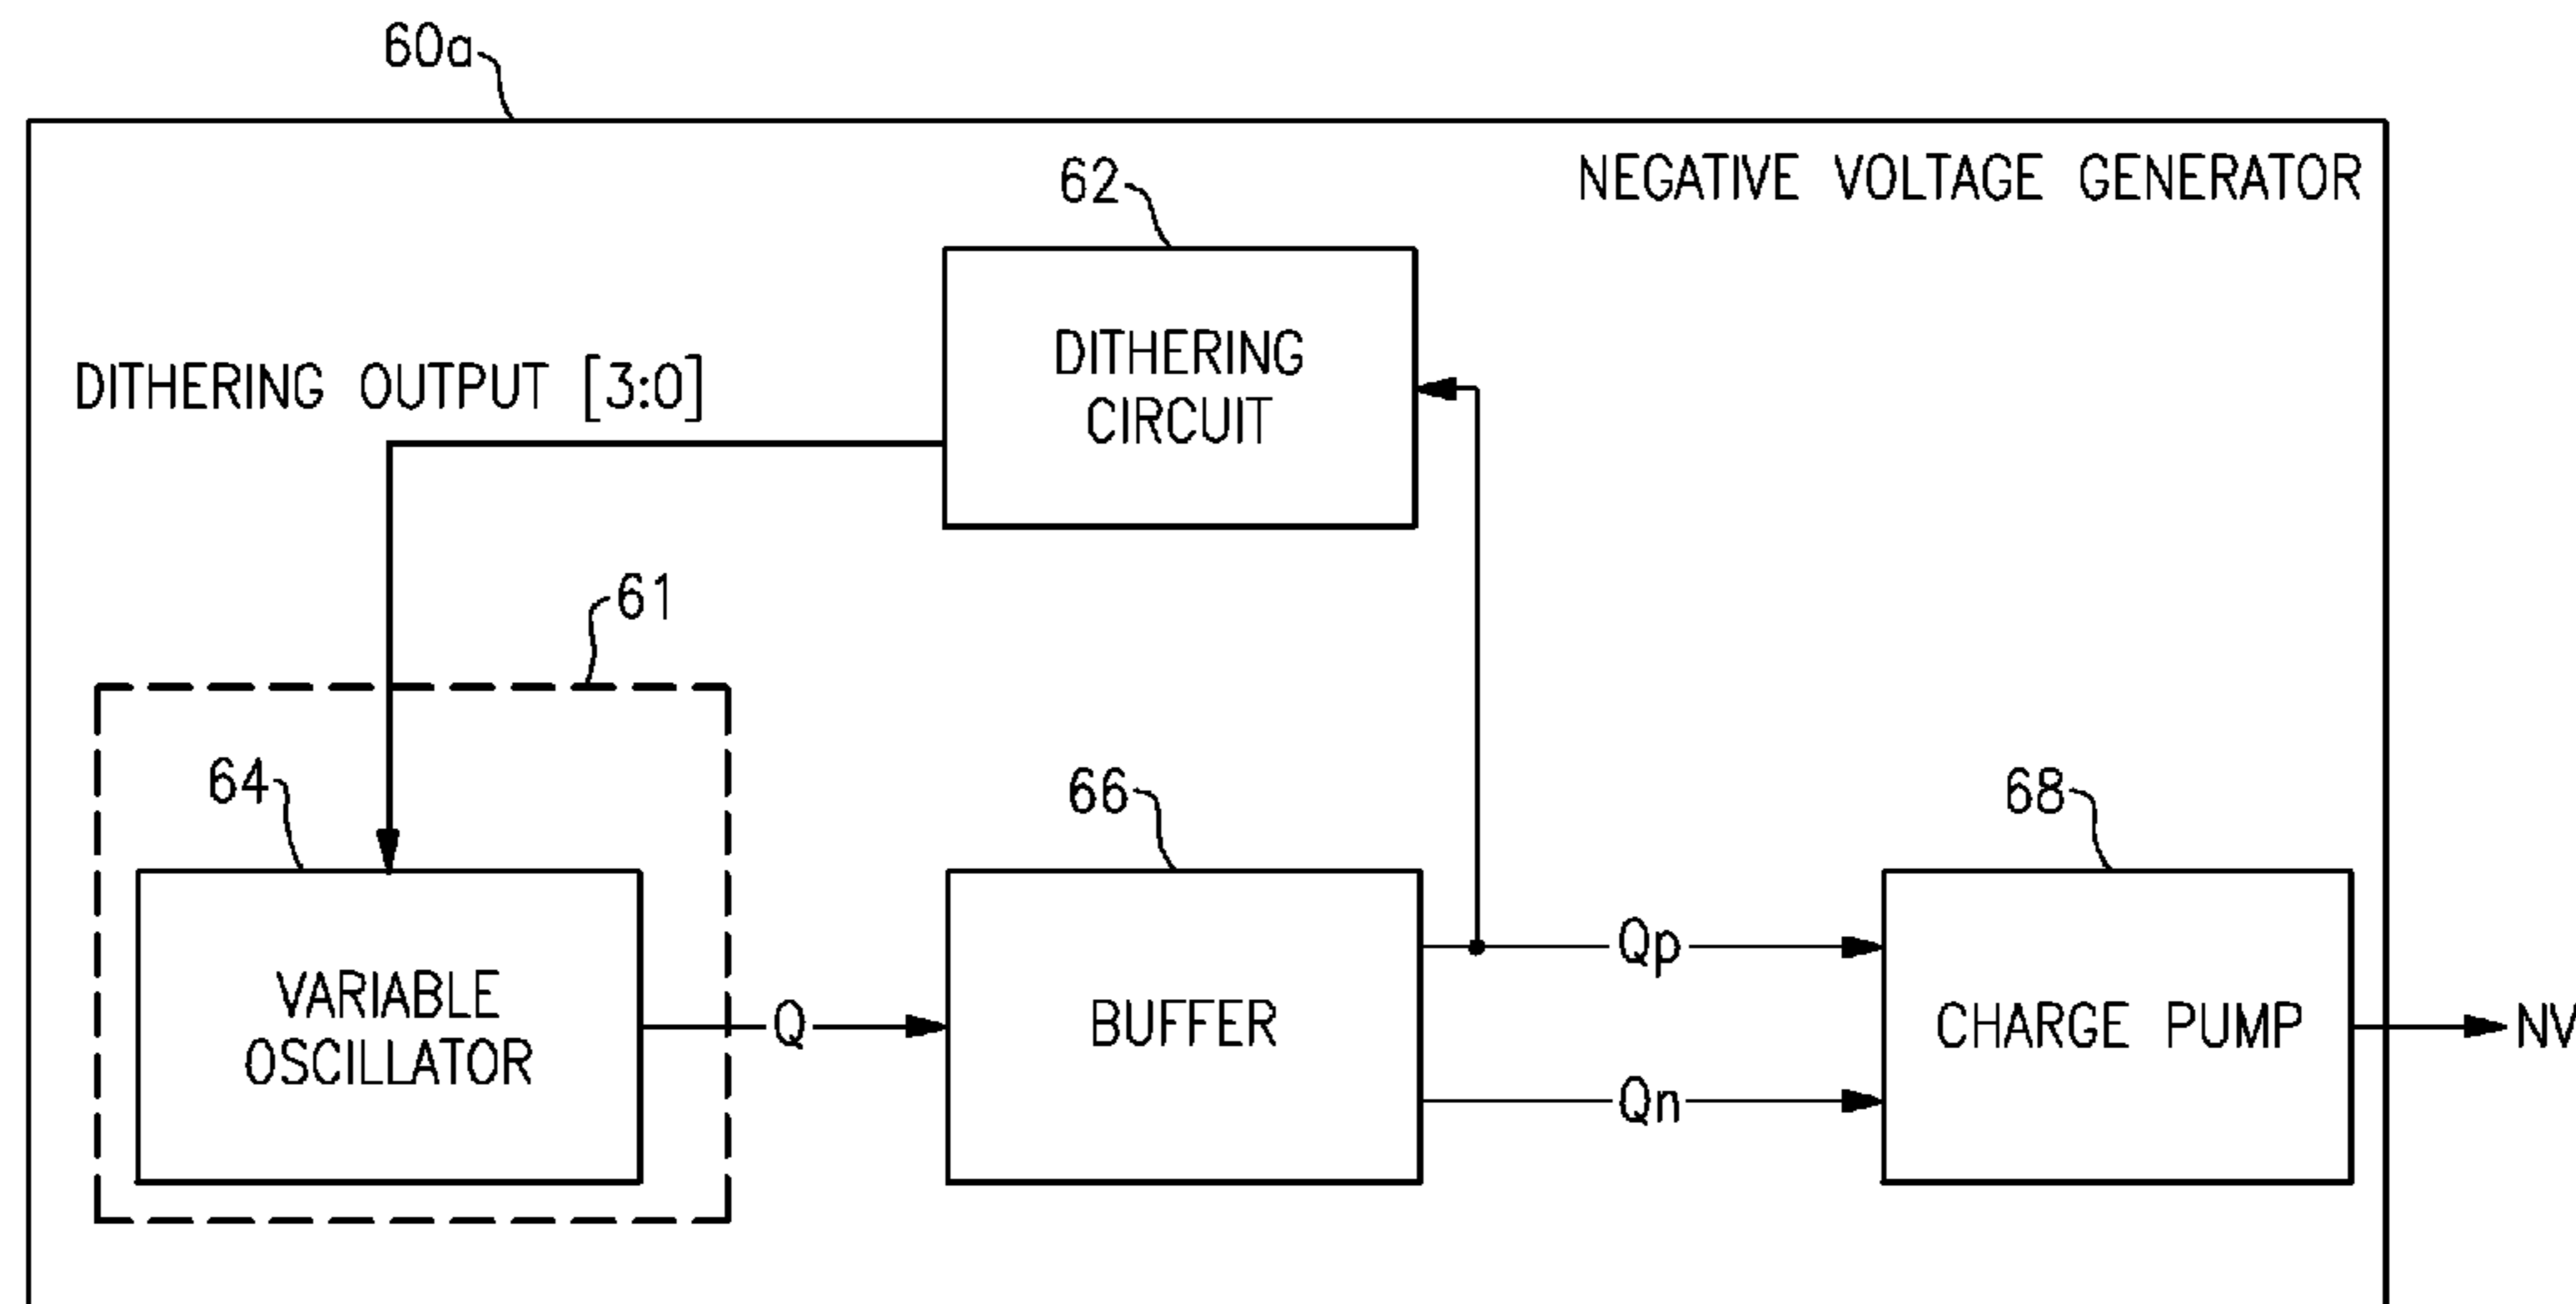 60a
NEGATIVE VOLTAGE GENERATOR
62
DITHERING
CIRCUIT
DITHERING OUTPUT [3:0]
61
64
66
68
VARIABLE
OSCILLATOR
Q
BUFFER
Qp
Qn
CHARGE PUMP
NV